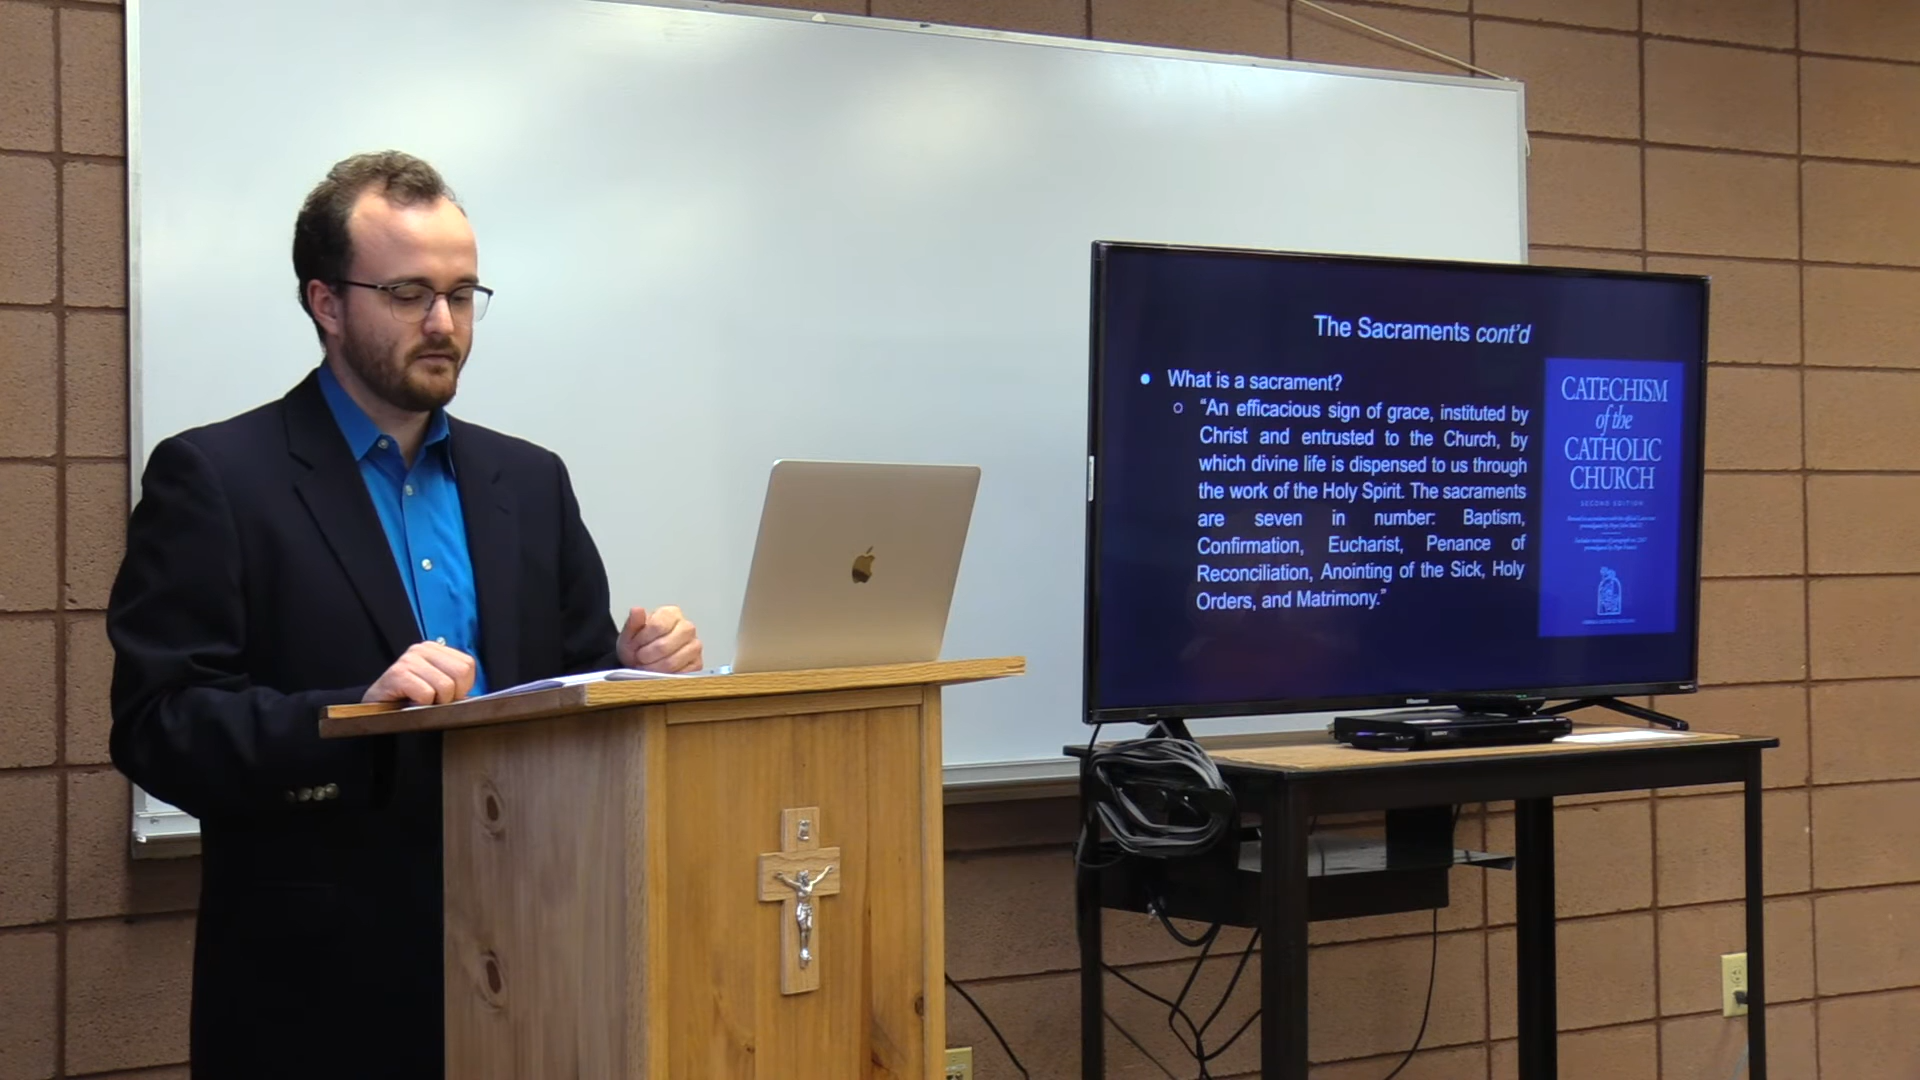 The Sacraments cont'd
• What is a sacrament?
○ “An efficacious sign of grace, instituted by
Christ and entrusted to the Church, by
which divine life is dispensed to us through
the work of the Holy Spirit. The sacraments
are seven in number: Baptism,
Confirmation, Eucharist, Penance of
Reconciliation, Anointing of the Sick, Holy
Orders, and Matrimony.”
CATECHISM
of the
CATHOLIC
CHURCH
SECOND EDITION
Hisense
SONY